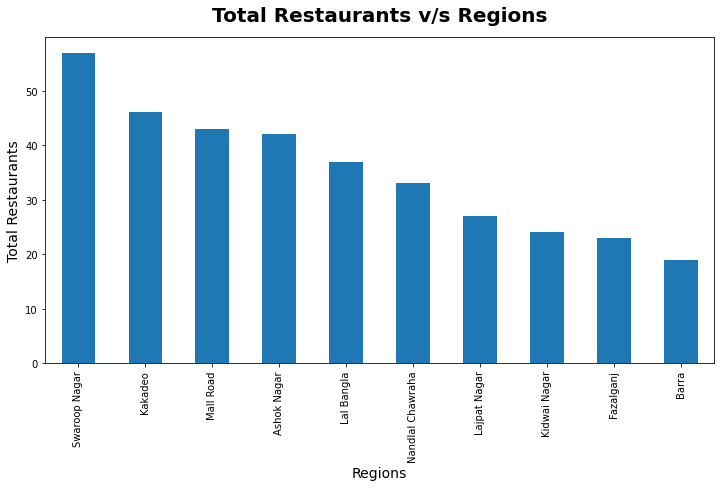 Total Restaurants v/s Regions
Total Restaurants
50
40
30
20
10
0
Swaroop Nagar
Kakadeo
Mall Road
Ashok Nagar
Lal Bangla
Nandlal Chawraha
Lajpat Nagar
Kidwai Nagar
Fazalganj
Barra
Regions